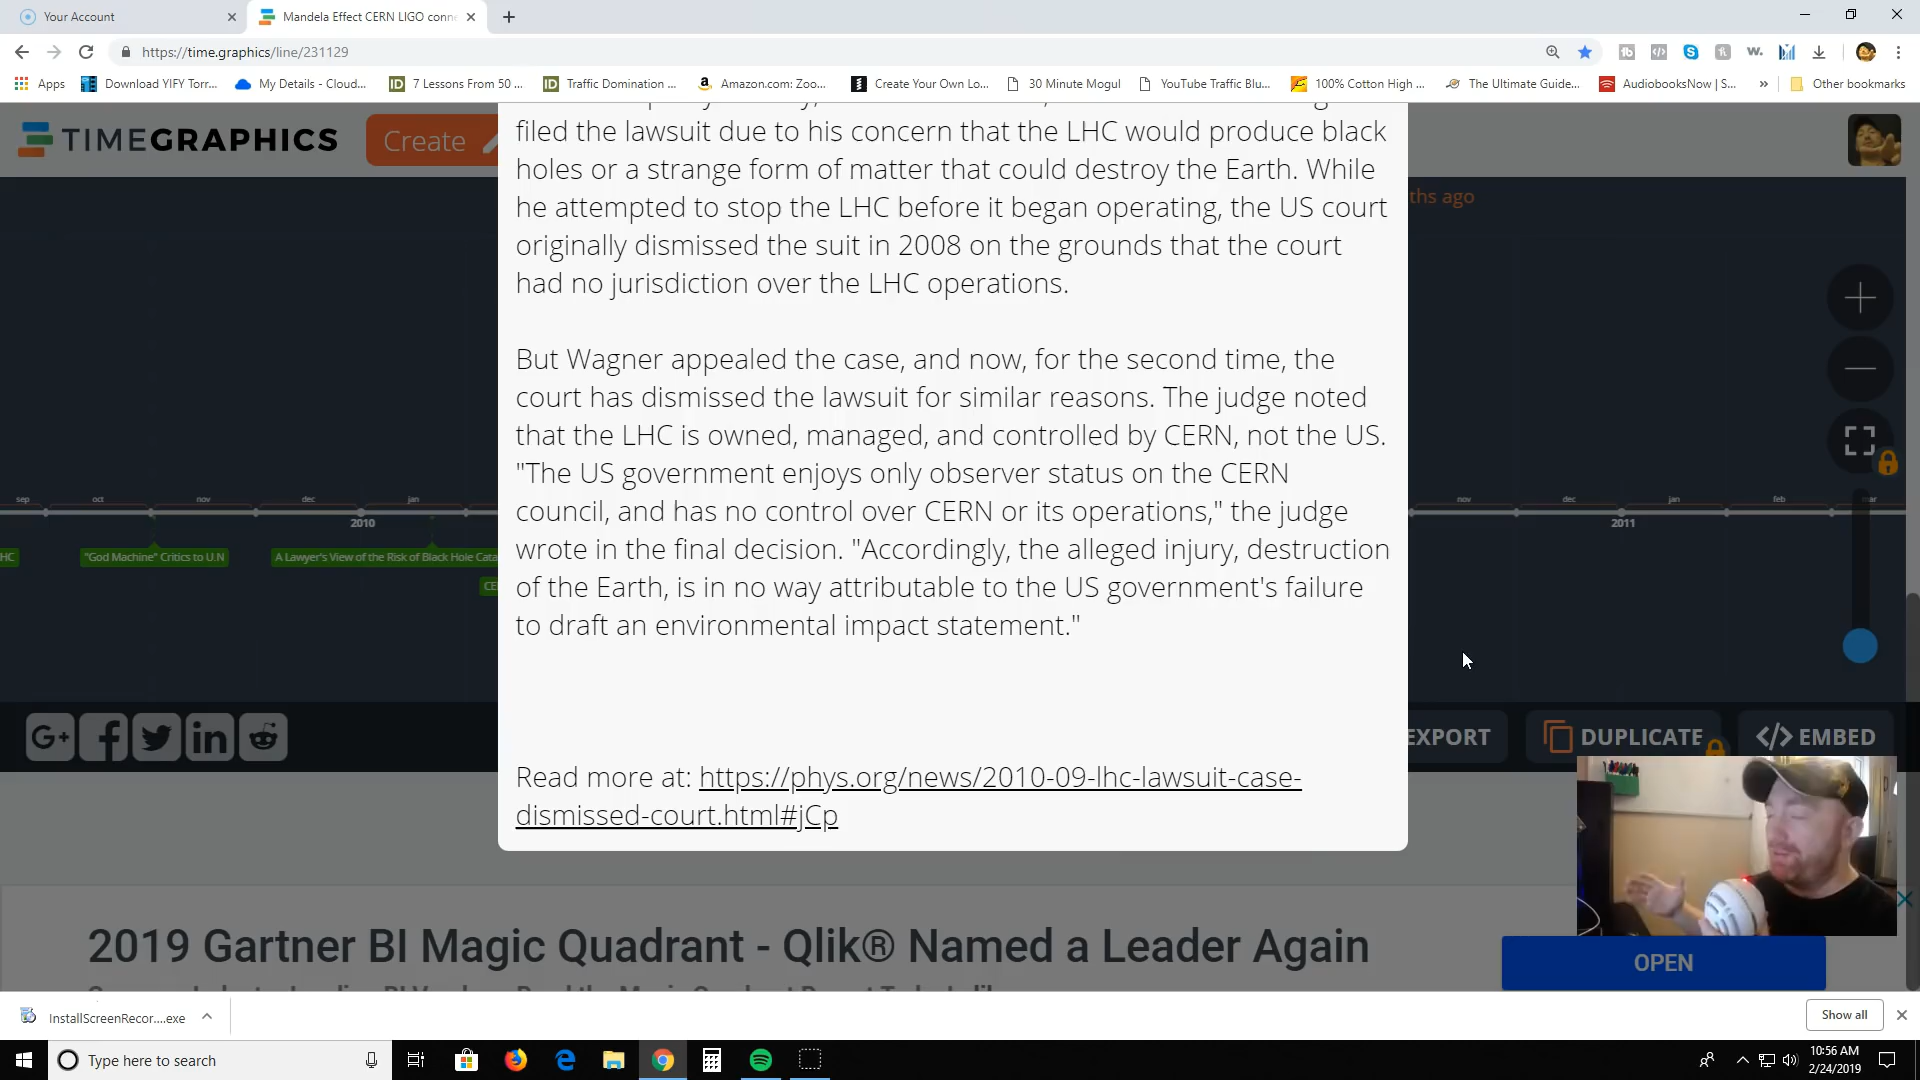 Your Account
Mandela Effect CERN LIGO conn
https://time.graphics/line/231129
Apps
Download YIFY Torr...
My Details - Cloud...
7 Lessons From 50 ...
Traffic Domination ...
Amazon.com: Zoo...
Create Your Own Lo...
30 Minute Mogul
YouTube Traffic Blu...
100% Cotton High ...
The Ultimate Guide...
AudiobooksNow | S...
Other bookmarks
TIMEGRAPHICS
Create
ths ago
filed the lawsuit due to his concern that the LHC would produce black
holes or a strange form of matter that could destroy the Earth. While
he attempted to stop the LHC before it began operating, the US court
originally dismissed the suit in 2008 on the grounds that the court
had no jurisdiction over the LHC operations.
But Wagner appealed the case, and now, for the second time, the
court has dismissed the lawsuit for similar reasons. The judge noted
that the LHC is owned, managed, and controlled by CERN, not the US.
"The US government enjoys only observer status on the CERN
council, and has no control over CERN or its operations," the judge
wrote in the final decision. "Accordingly, the alleged injury, destruction
of the Earth, is in no way attributable to the US government's failure
to draft an environmental impact statement."
Read more at: https://phys.org/news/2010-09-lhc-lawsuit-case-
dismissed-court.html#jCp
sep oct nov dec jan
2010
HC
"God Machine" Critics to U.N
A Lawyer's View of the Risk of Black Hole Cata
CE
nov dec jan feb mar
2011
G+ f in
EXPORT
DUPLICATE
</> EMBED
2019 Gartner BI Magic Quadrant - Qlik® Named a Leader Again
OPEN
InstallScreenRecor....exe
Show all
Type here to search
10:56 AM
2/24/2019